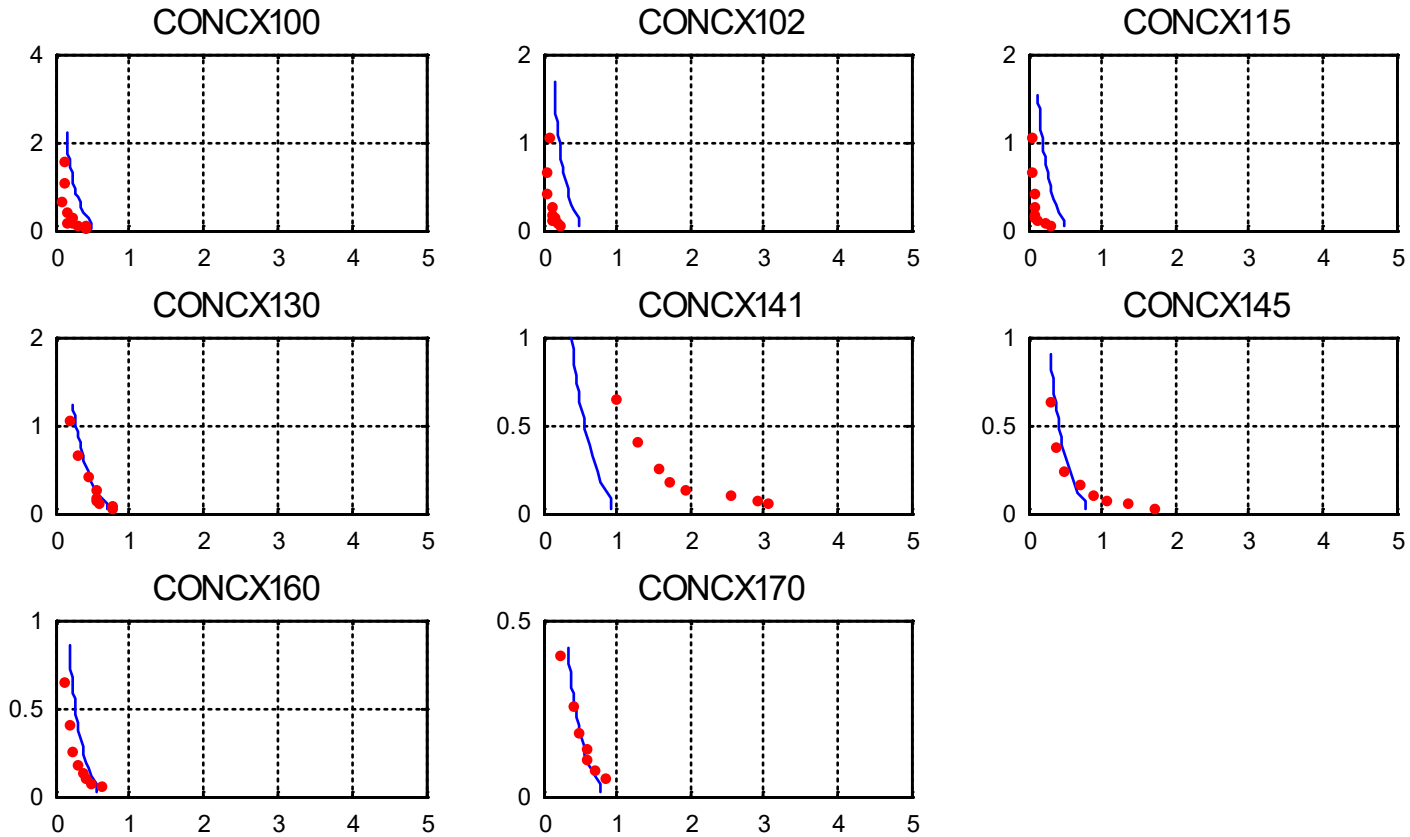 CONCX100 CONCX102 CONCX115
4 2 2
2 1 1
0 0 0
0 1 2 3 4 5 0 1 2 3 4 5 0 1 2 3 4 5
CONCX130 CONCX141 CONCX145
2 1 1
1 0.5 0.5
0 0 0
0 1 2 3 4 5 0 1 2 3 4 5 0 1 2 3 4 5
CONCX160 CONCX170
1 0.5
0.5
0 0
0 1 2 3 4 5 0 1 2 3 4 5